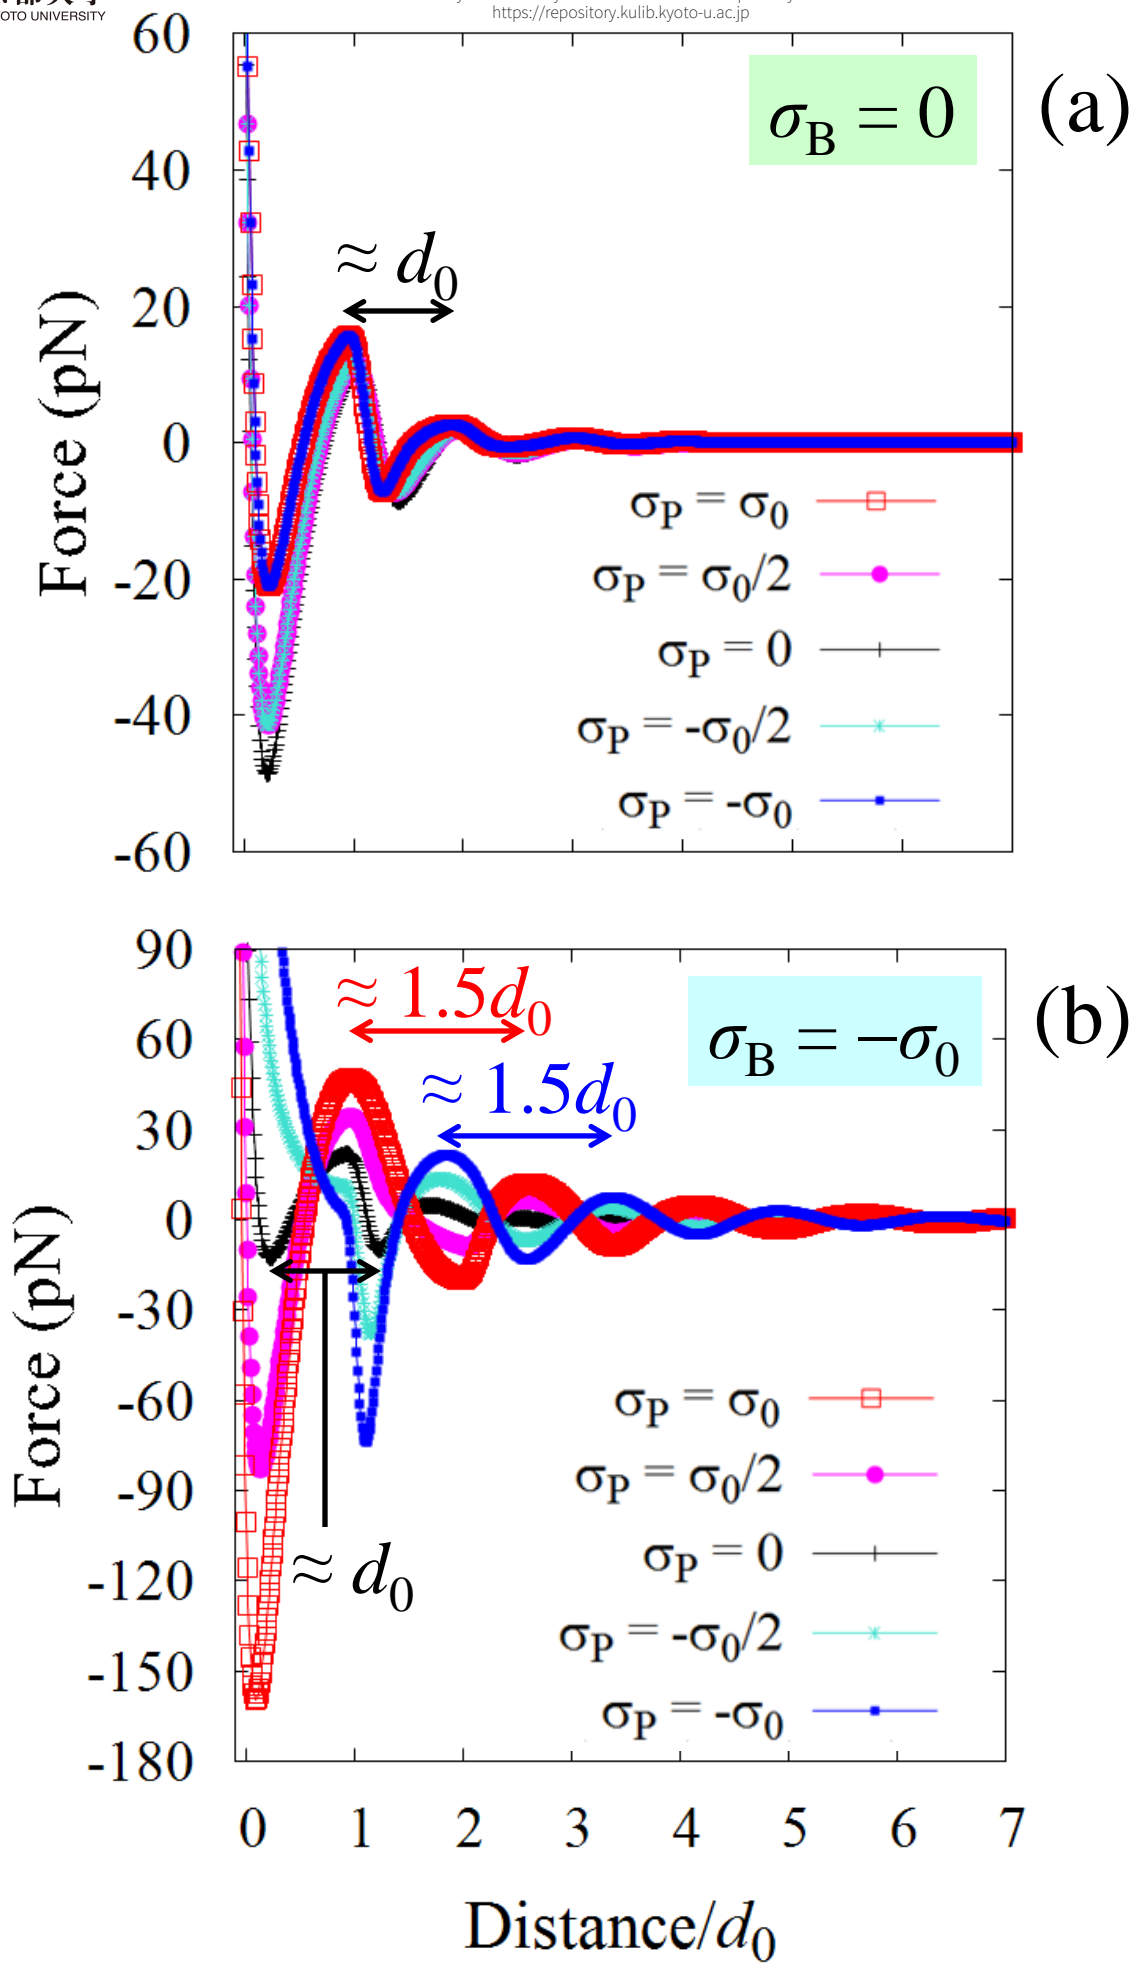 OTO UNIVERSITY
https://repository.kulib.kyoto-u.ac.jp
60
40
20
0
-20
-40
-60
Force (pN)
σB = 0
(a)
≈ d0
σP = σ0
σP = σ0/2
σP = 0
σP = -σ0/2
σP = -σ0
90
60
30
0
-30
-60
-90
-120
-150
-180
Force (pN)
≈ 1.5d0
≈ 1.5d0
σB = −σ0
(b)
≈ d0
σP = σ0
σP = σ0/2
σP = 0
σP = -σ0/2
σP = -σ0
0 1 2 3 4 5 6 7
Distance/d0